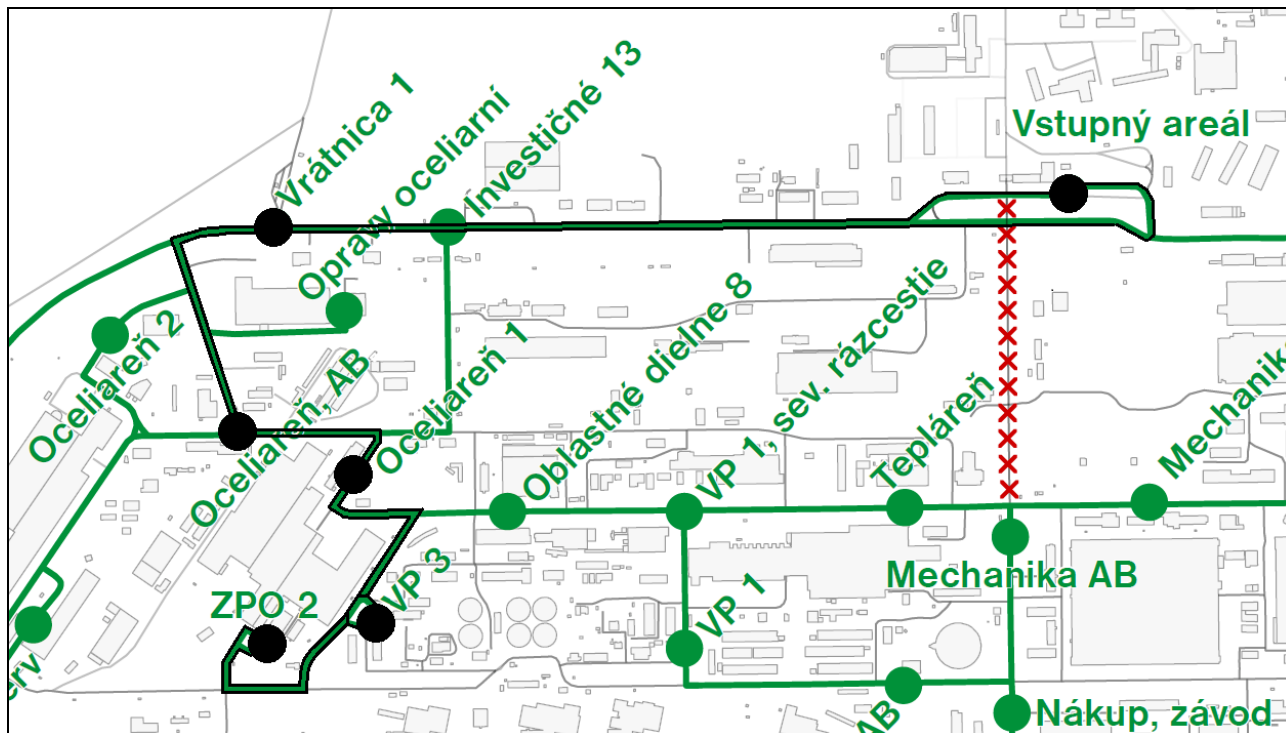 Vstupný areál
Vrátnica 1
Opravy oceliarní
Investičné 13
Oceliareň 2
Oceliareň, AB
Oceliareň 1
Oblastné dielne 8
VP 1, sev. rázcestie
Tepláreň
Mechanika
Mechanika AB
VP 3
ZPO 2
VP 1
erv
AB
Nákup, závod